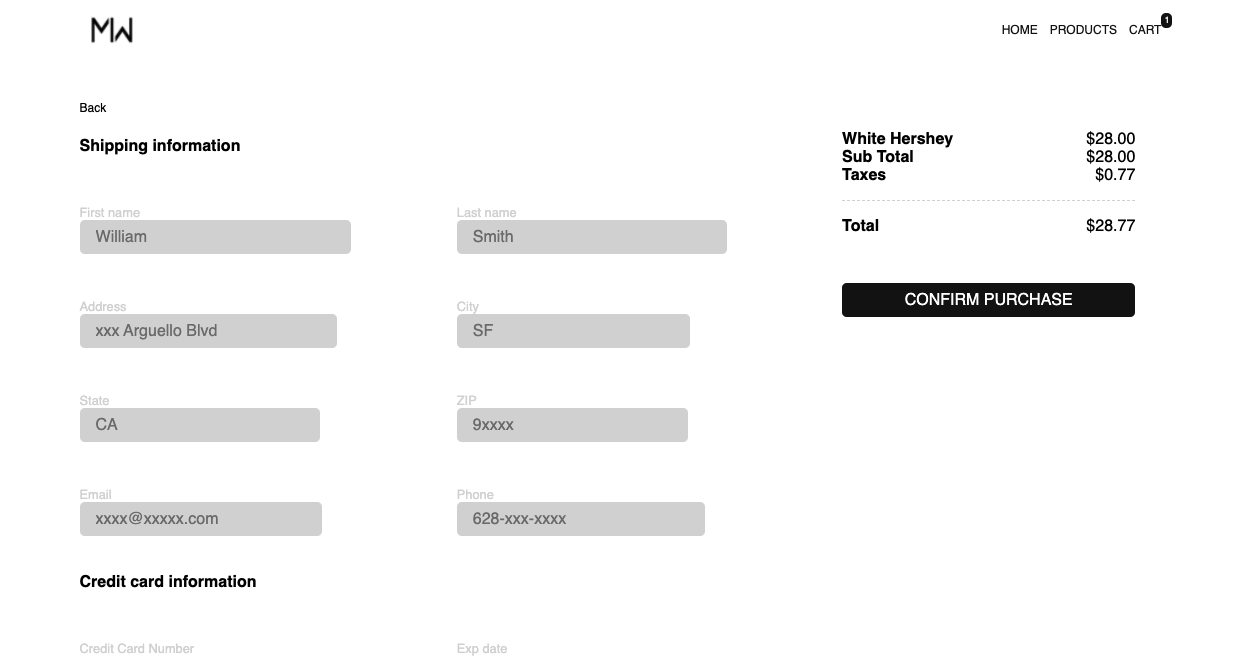 MW
HOME PRODUCTS CART 1
Back
Shipping information
First name
William
Last name
Smith
Address
xxx Arguello Blvd
City
SF
State
CA
ZIP
9xxxx
Email
xxxx@xxxxx.com
Phone
628-xxx-xxxx
Credit card information
Credit Card Number
Exp date
White Hershey $28.00
Sub Total $28.00
Taxes $0.77
Total $28.77
CONFIRM PURCHASE